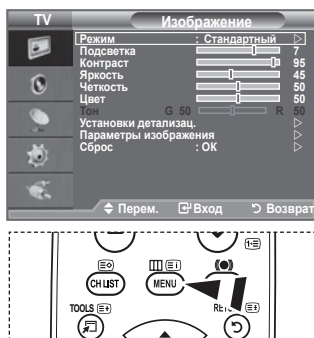 TV Изображение
Режим : Стандартный
Подсветка 7
Контраст 95
Яркость 45
Четкость 50
Цвет 50
Тон G 50 R 50
Установки детализац.
Параметры изображения
Сброс : OK
Перем. Вход Возврат
CH LIST MENU
TOOLS RE